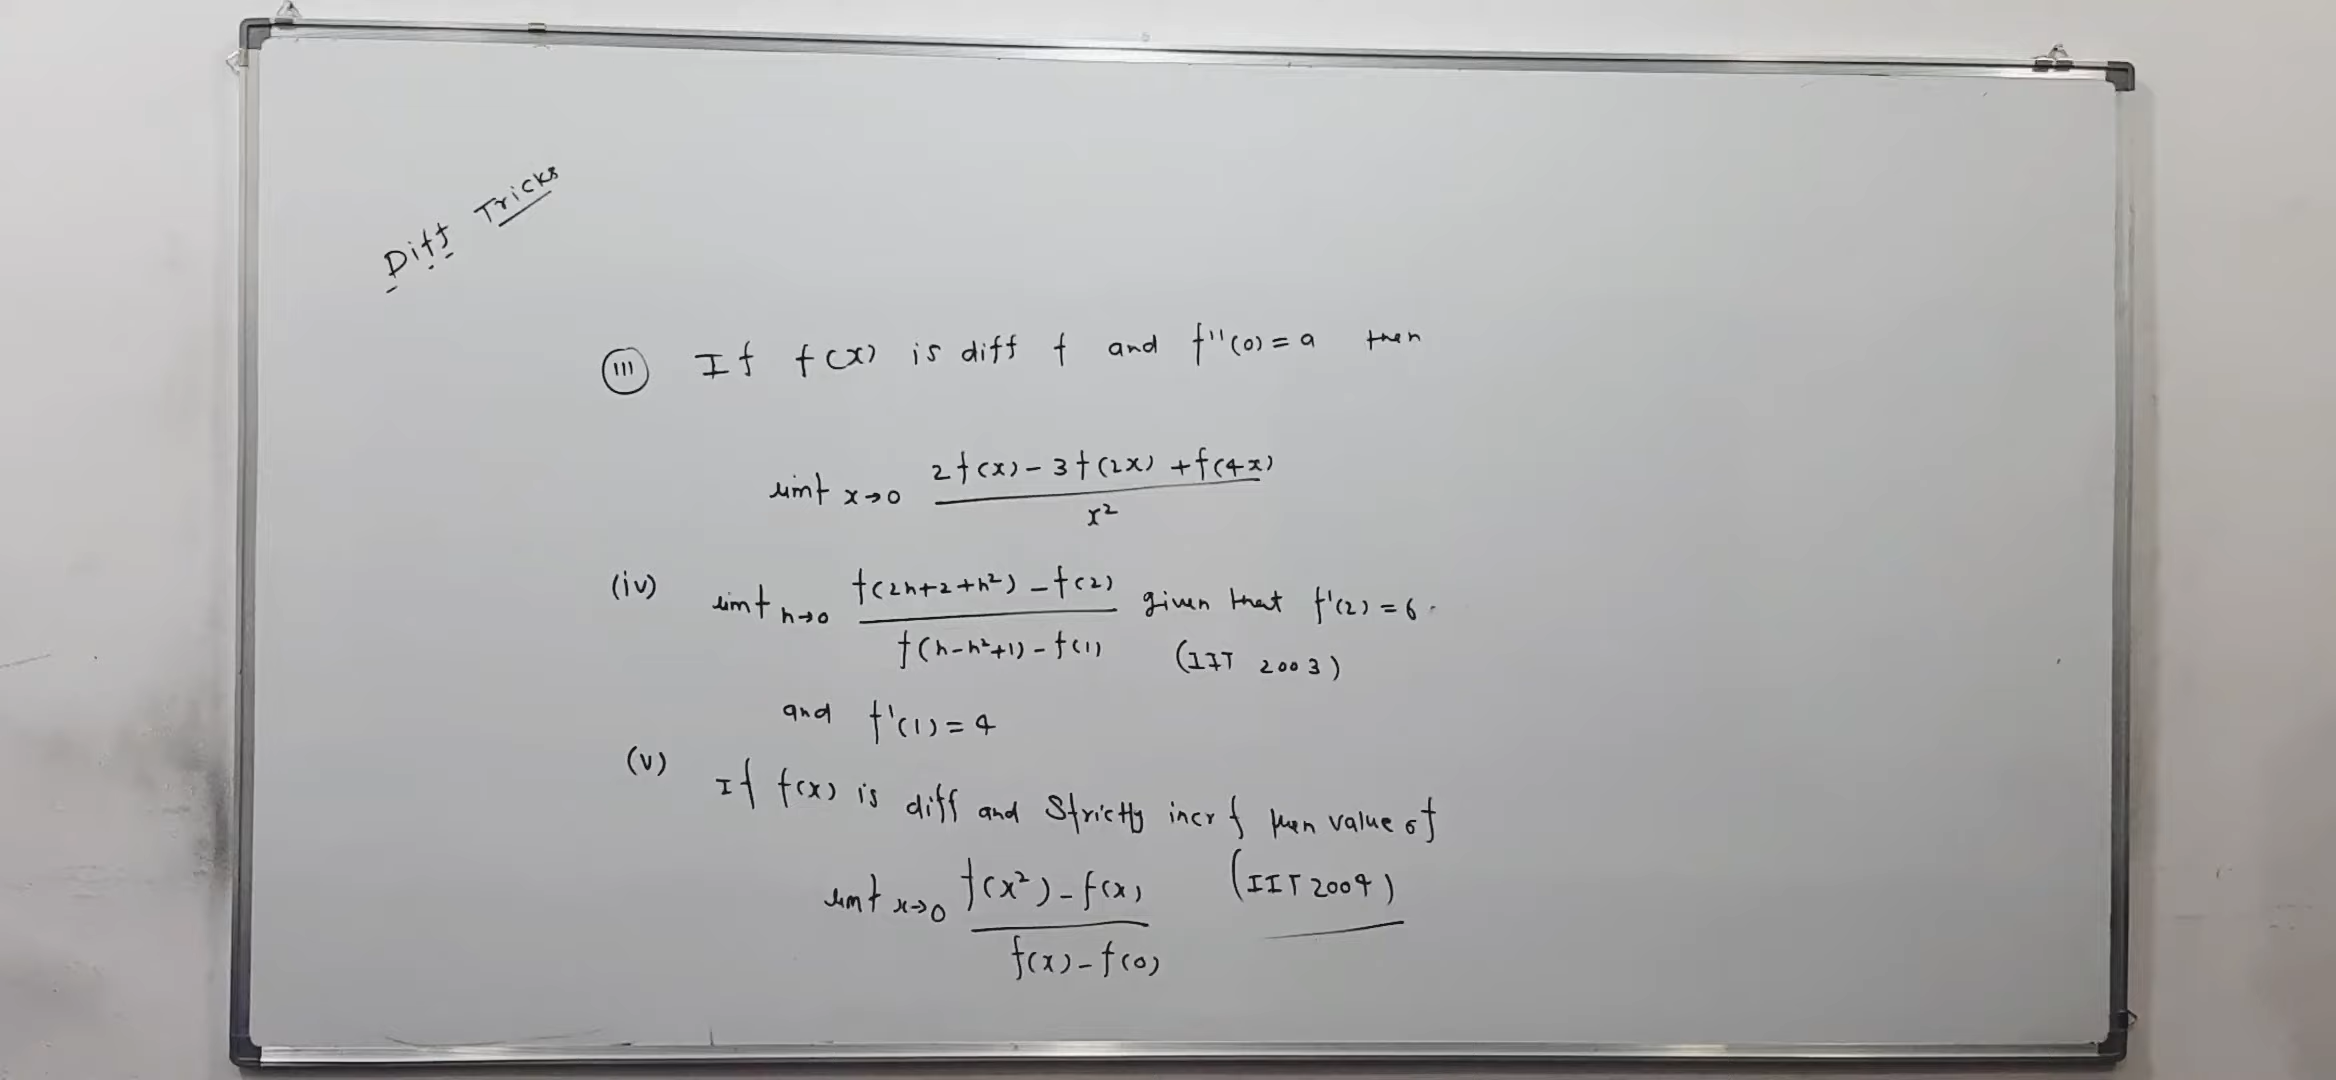 Diff Tricks
(iii) If f(x) is diff f and f''(0) = a then
limt x→0 (2f(x) - 3f(2x) + f(4x)) / x²
(iv) limt h→0 (f(2h+2+h²) - f(2)) / (f(h-h²+1) - f(1)) given that f'(2) = 6.
(IIT 2003)
and f'(1) = 4
(v) If f(x) is diff and Strictly incr f then value of
limt x→0 (f(x²) - f(x)) / (f(x) - f(0)) (IIT 2004)